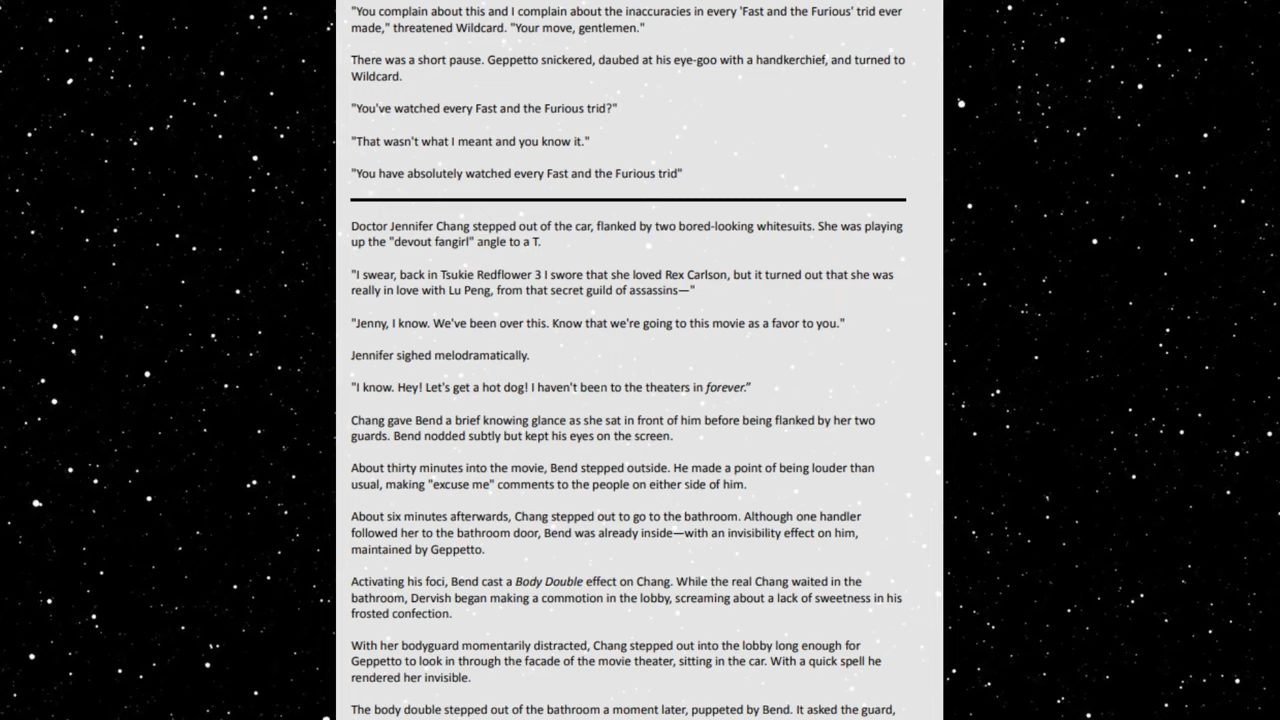 "You complain about this and I complain about the inaccuracies in every 'Fast and the Furious' trid ever
made," threatened Wildcard. "Your move, gentlemen."
There was a short pause. Geppetto snickered, daubed at his eye-goo with a handkerchief, and turned to
Wildcard.
"You've watched every Fast and the Furious trid?"
"That wasn't what I meant and you know it."
"You have absolutely watched every Fast and the Furious trid"
Doctor Jennifer Chang stepped out of the car, flanked by two bored-looking whitesuits. She was playing
up the "devout fangirl" angle to a T.
"I swear, back in Tsukie Redflower 3 I swore that she loved Rex Carlson, but it turned out that she was
really in love with Lu Peng, from that secret guild of assassins—"
"Jenny, I know. We've been over this. Know that we're going to this movie as a favor to you."
Jennifer sighed melodramatically.
"I know. Hey! Let's get a hot dog! I haven't been to the theaters in forever."
Chang gave Bend a brief knowing glance as she sat in front of him before being flanked by her two
guards. Bend nodded subtly but kept his eyes on the screen.
About thirty minutes into the movie, Bend stepped outside. He made a point of being louder than
usual, making "excuse me" comments to the people on either side of him.
About six minutes afterwards, Chang stepped out to go to the bathroom. Although one handler
followed her to the bathroom door, Bend was already inside—with an invisibility effect on him,
maintained by Geppetto.
Activating his foci, Bend cast a Body Double effect on Chang. While the real Chang waited in the
bathroom, Dervish began making a commotion in the lobby, screaming about a lack of sweetness in his
frosted confection.
With her bodyguard momentarily distracted, Chang stepped out into the lobby long enough for
Geppetto to look in through the facade of the movie theater, sitting in the car. With a quick spell he
rendered her invisible.
The body double stepped out of the bathroom a moment later, puppeted by Bend. It asked the guard,